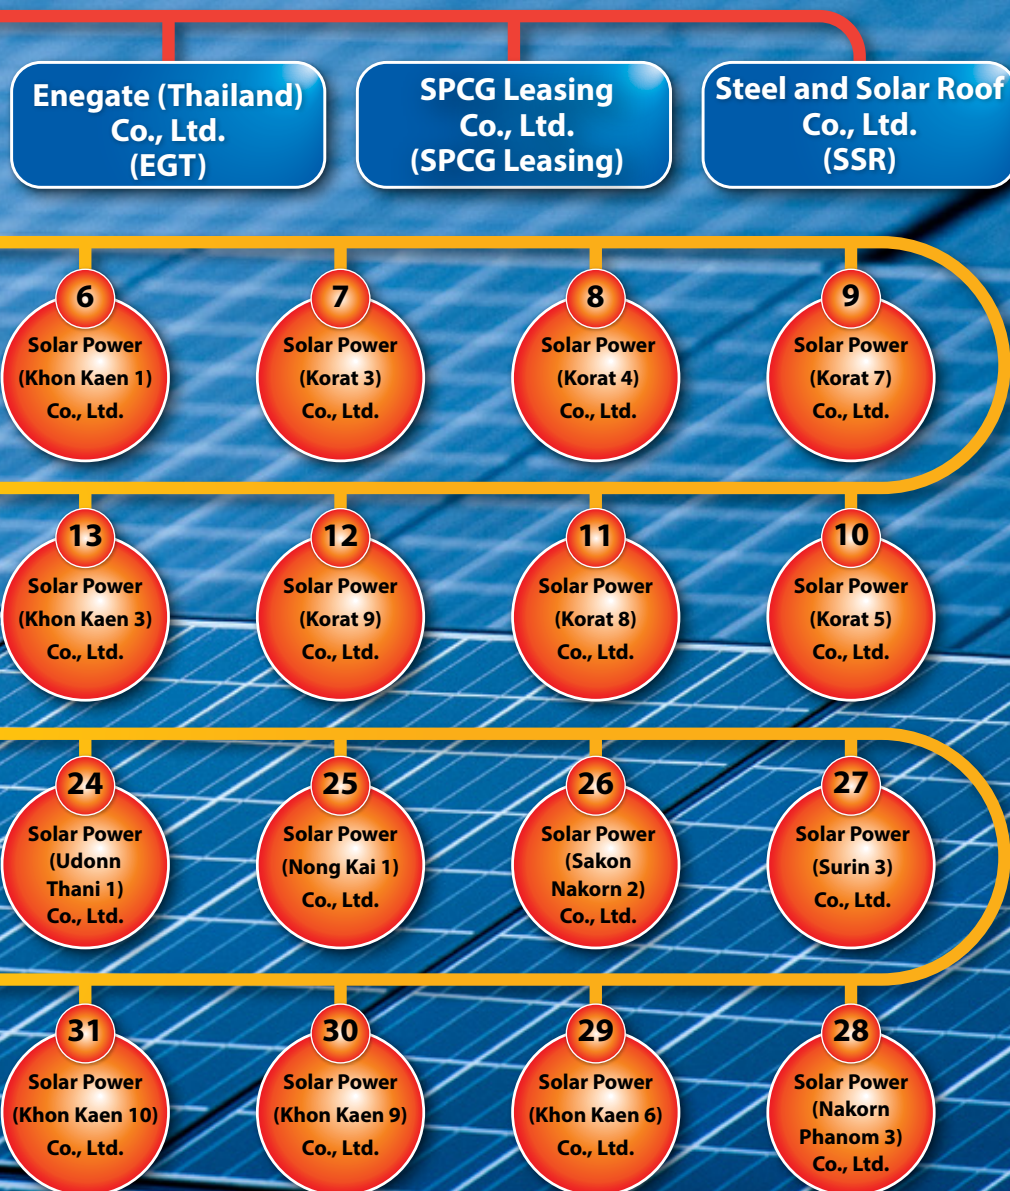 Enegate (Thailand)
Co., Ltd.
(EGT)
SPCG Leasing
Co., Ltd.
(SPCG Leasing)
Steel and Solar Roof
Co., Ltd.
(SSR)
6
Solar Power
(Khon Kaen 1)
Co., Ltd.
7
Solar Power
(Korat 3)
Co., Ltd.
8
Solar Power
(Korat 4)
Co., Ltd.
9
Solar Power
(Korat 7)
Co., Ltd.
13
Solar Power
(Khon Kaen 3)
Co., Ltd.
12
Solar Power
(Korat 9)
Co., Ltd.
11
Solar Power
(Korat 8)
Co., Ltd.
10
Solar Power
(Korat 5)
Co., Ltd.
24
Solar Power
(Udonn
Thani 1)
Co., Ltd.
25
Solar Power
(Nong Kai 1)
Co., Ltd.
26
Solar Power
(Sakon
Nakorn 2)
Co., Ltd.
27
Solar Power
(Surin 3)
Co., Ltd.
31
Solar Power
(Khon Kaen 10)
Co., Ltd.
30
Solar Power
(Khon Kaen 9)
Co., Ltd.
29
Solar Power
(Khon Kaen 6)
Co., Ltd.
28
Solar Power
(Nakorn
Phanom 3)
Co., Ltd.